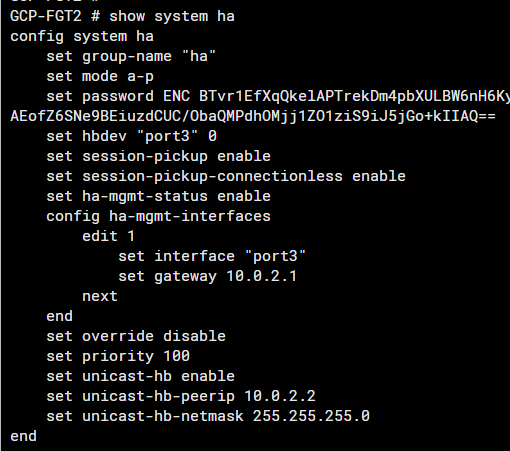 GCP-FGT2 # show system ha
config system ha
    set group-name "ha"
    set mode a-p
    set password ENC BTvr1EfXqQkelAPTrekDm4pbXULBW6nH6Ky
AEofZ6SNe9BEiuzdCUC/ObaQMPdhOMjj1ZO1ziS9iJ5jGo+kIIAQ==
    set hbdev "port3" 0
    set session-pickup enable
    set session-pickup-connectionless enable
    set ha-mgmt-status enable
    config ha-mgmt-interfaces
        edit 1
            set interface "port3"
            set gateway 10.0.2.1
        next
    end
    set override disable
    set priority 100
    set unicast-hb enable
    set unicast-hb-peerip 10.0.2.2
    set unicast-hb-netmask 255.255.255.0
end